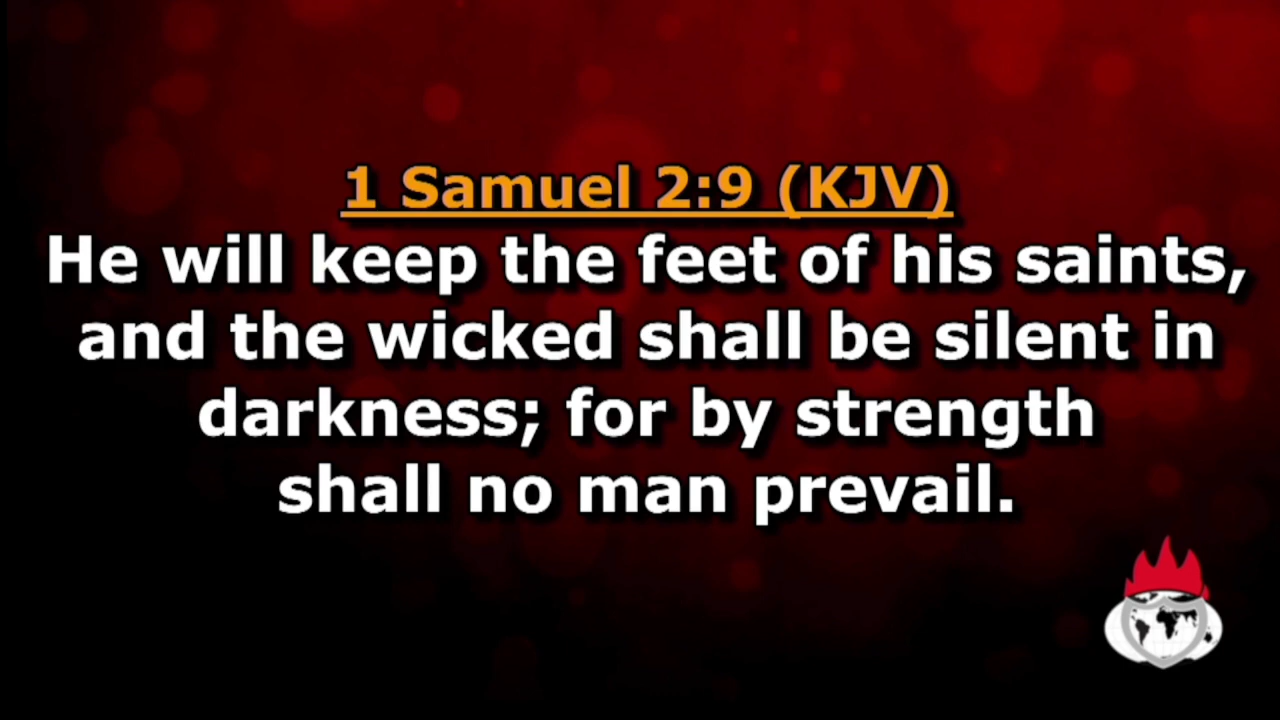 1 Samuel 2:9 (KJV)
He will keep the feet of his saints,
and the wicked shall be silent in
darkness; for by strength
shall no man prevail.